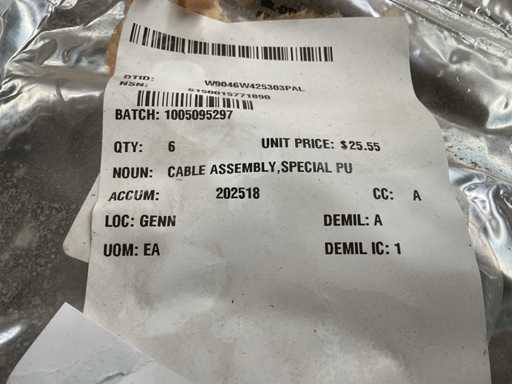 DTID: W9046W425303PAL
NSN: 6150015771890
BATCH: 1005095297
QTY: 6 UNIT PRICE: $25.55
NOUN: CABLE ASSEMBLY,SPECIAL PU
ACCUM: 202518 CC: A
LOC: GENN DEMIL: A
UOM: EA DEMIL IC: 1